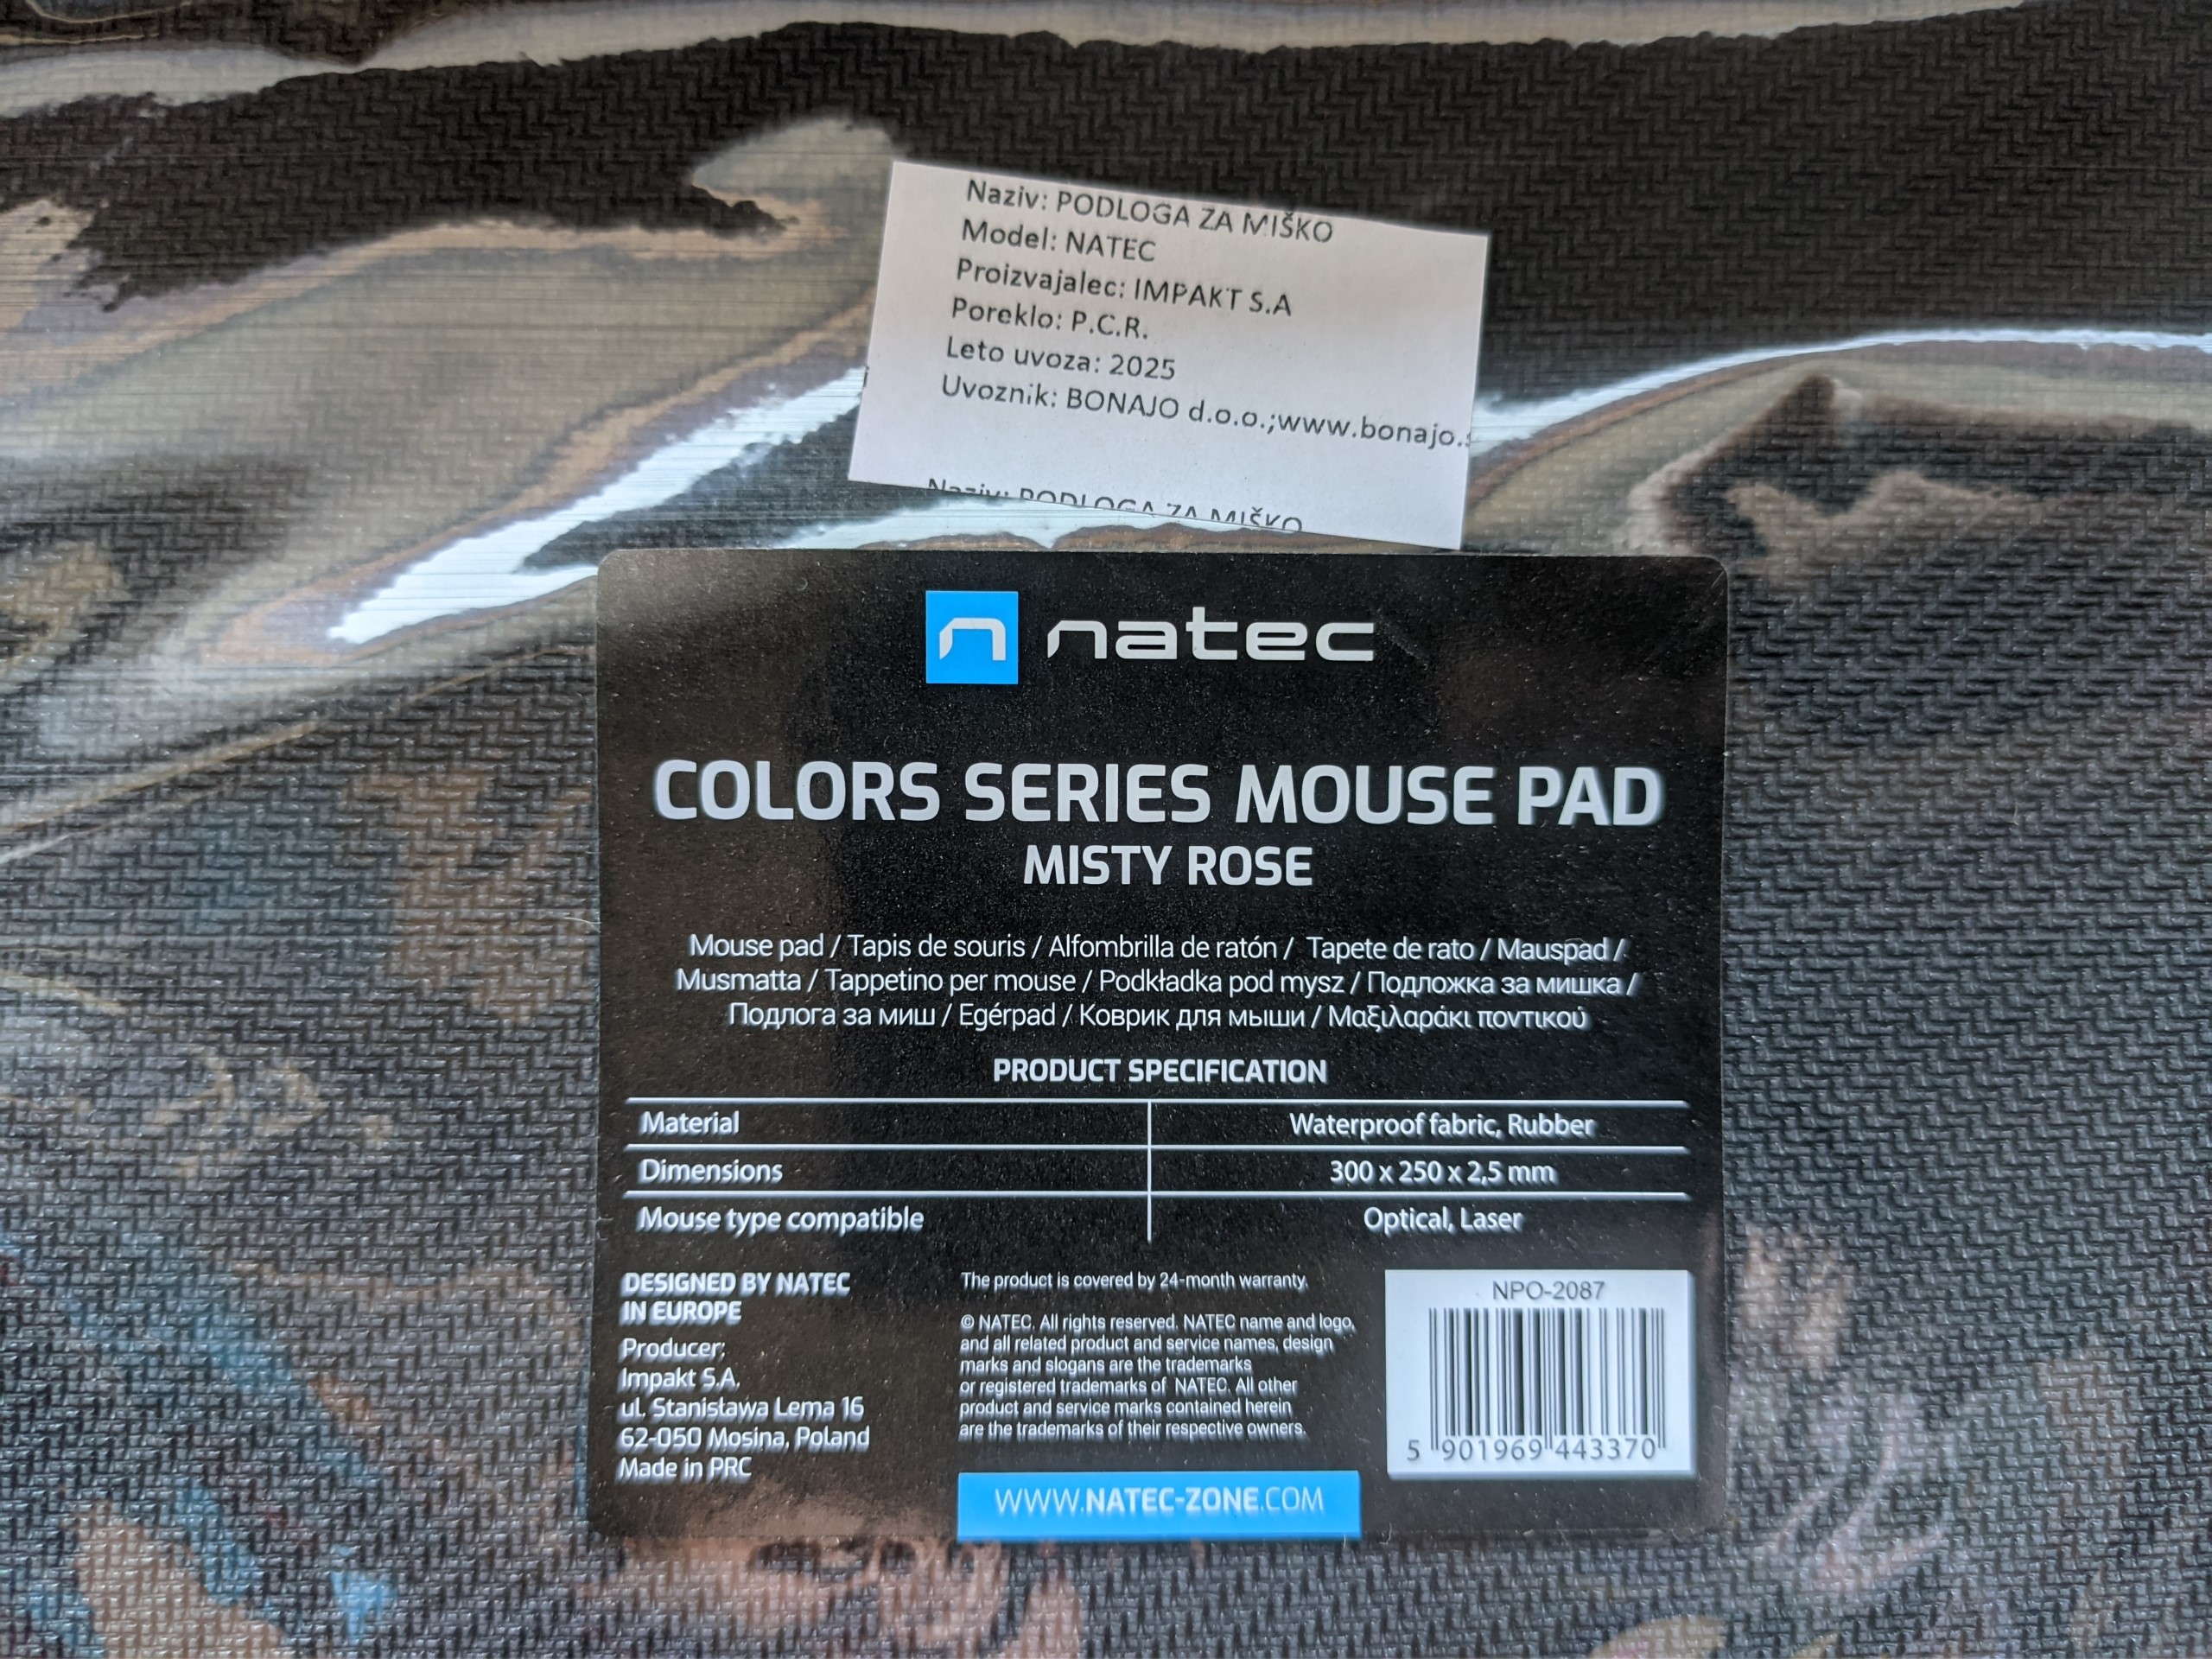 Naziv: PODLOGA ZA MIŠKO
Model: NATEC
Proizvajalec: IMPAKT S.A
Poreklo: P.C.R.
Leto uvoza: 2025
Uvoznik: BONAJO d.o.o.;www.bonajo.
Naziv: PODLOGA ZA MIŠKO
natec
COLORS SERIES MOUSE PAD
MISTY ROSE
Mouse pad / Tapis de souris / Alfombrilla de ratón / Tapete de rato / Mauspad /
Musmatta / Tappetino per mouse / Podkładka pod mysz / Подложка за мишка /
Подлога за миш / Egérpad / Коврик для мыши / Μαξιλαράκι ποντικού
PRODUCT SPECIFICATION
Material Waterproof fabric, Rubber
Dimensions 300 x 250 x 2,5 mm
Mouse type compatible Optical, Laser
DESIGNED BY NATEC
IN EUROPE
Producer:
Impakt S.A.
ul. Stanisława Lema 16
62-050 Mosina, Poland
Made in PRC
The product is covered by 24-month warranty.
© NATEC. All rights reserved. NATEC name and logo,
and all related product and service names, design
marks and slogans are the trademarks
or registered trademarks of NATEC. All other
product and service marks contained herein
are the trademarks of their respective owners.
WWW.NATEC-ZONE.COM
NPO-2087
5 901969 443370